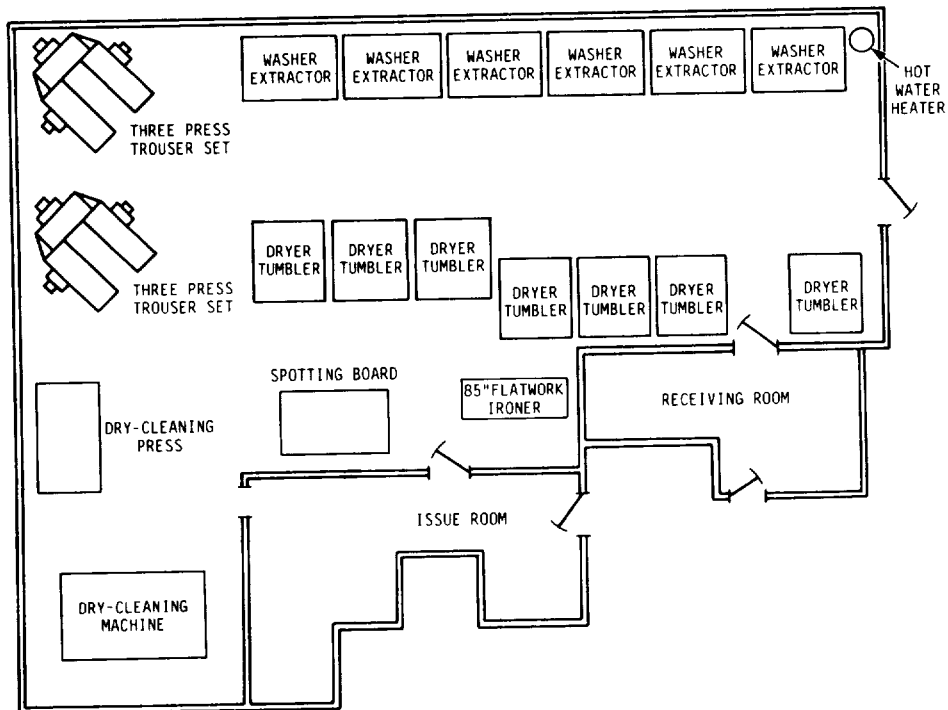 WASHER
EXTRACTOR
WASHER
EXTRACTOR
WASHER
EXTRACTOR
WASHER
EXTRACTOR
WASHER
EXTRACTOR
WASHER
EXTRACTOR
HOT
WATER
HEATER
THREE PRESS
TROUSER SET
DRYER
TUMBLER
DRYER
TUMBLER
DRYER
TUMBLER
DRYER
TUMBLER
DRYER
TUMBLER
DRYER
TUMBLER
DRYER
TUMBLER
THREE PRESS
TROUSER SET
SPOTTING BOARD
85"FLATWORK
IRONER
RECEIVING ROOM
DRY-CLEANING
PRESS
ISSUE ROOM
DRY-CLEANING
MACHINE